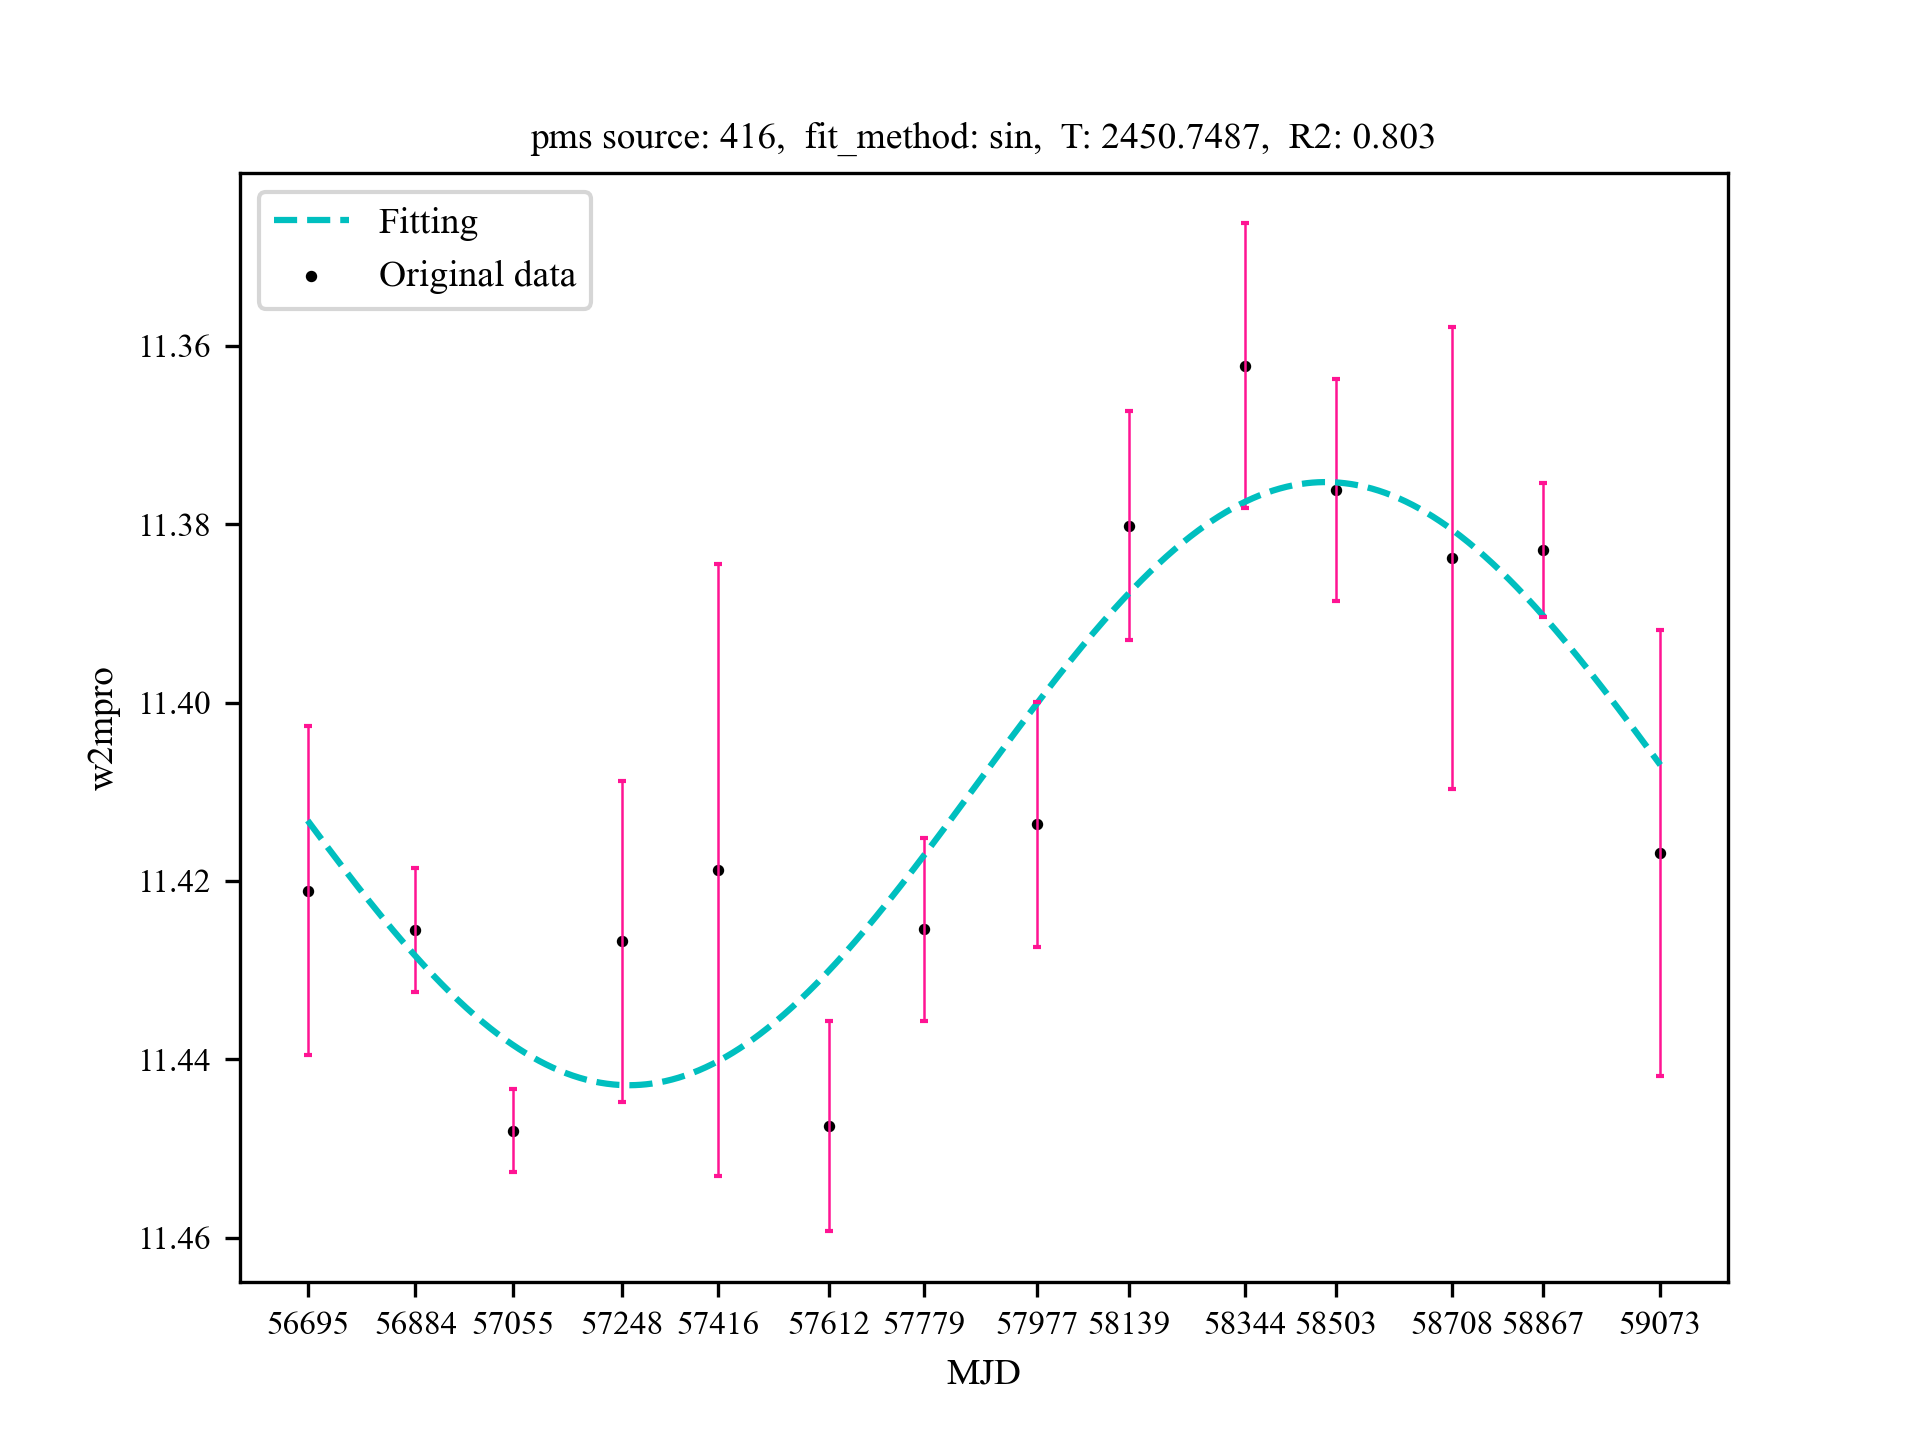 pms source: 416,  fit_method: sin,  T: 2450.7487,  R2: 0.803
Fitting
Original data
11.36
11.38
11.40
11.42
11.44
11.46
w2mpro
56695 56884 57055 57248 57416 57612 57779 57977 58139 58344 58503 58708 58867 59073
MJD